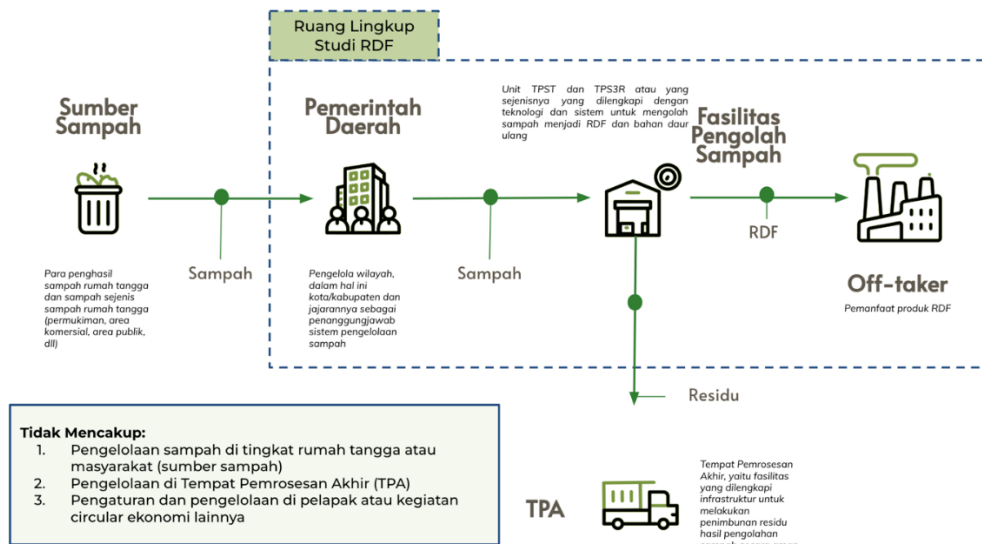 Ruang Lingkup
Studi RDF
Sumber
Sampah
Para penghasil
sampah rumah tangga
dan sampah sejenis
sampah rumah tangga
(permukiman, area
komersial, area publik,
dll)
Sampah
Pemerintah
Daerah
Pengelola wilayah,
dalam hal ini
kota/kabupaten dan
jajarannya sebagai
penanggungjawab
sistem pengelolaan
sampah
Sampah
Unit TPST dan TPS3R atau yang
sejenisnya yang dilengkapi dengan
teknologi dan sistem untuk mengolah
sampah menjadi RDF dan bahan daur
ulang
Fasilitas
Pengolah
Sampah
RDF
Off-taker
Pemanfaat produk RDF
Residu
Tidak Mencakup:
1. Pengelolaan sampah di tingkat rumah tangga atau
masyarakat (sumber sampah)
2. Pengelolaan di Tempat Pemrosesan Akhir (TPA)
3. Pengaturan dan pengelolaan di pelapak atau kegiatan
circular ekonomi lainnya
TPA
Tempat Pemrosesan
Akhir, yaitu fasilitas
yang dilengkapi
infrastruktur untuk
melakukan
penimbunan residu
hasil pengolahan